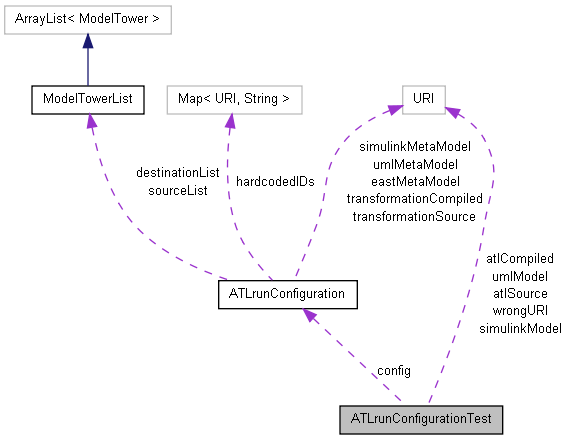 ArrayList< ModelTower >
ModelTowerList
Map< URI, String >
URI
destinationList
sourceList
hardcodedIDs
simulinkMetaModel
umlMetaModel
eastMetaModel
transformationCompiled
transformationSource
ATLrunConfiguration
atlCompiled
umlModel
atlSource
wrongURI
simulinkModel
config
ATLrunConfigurationTest